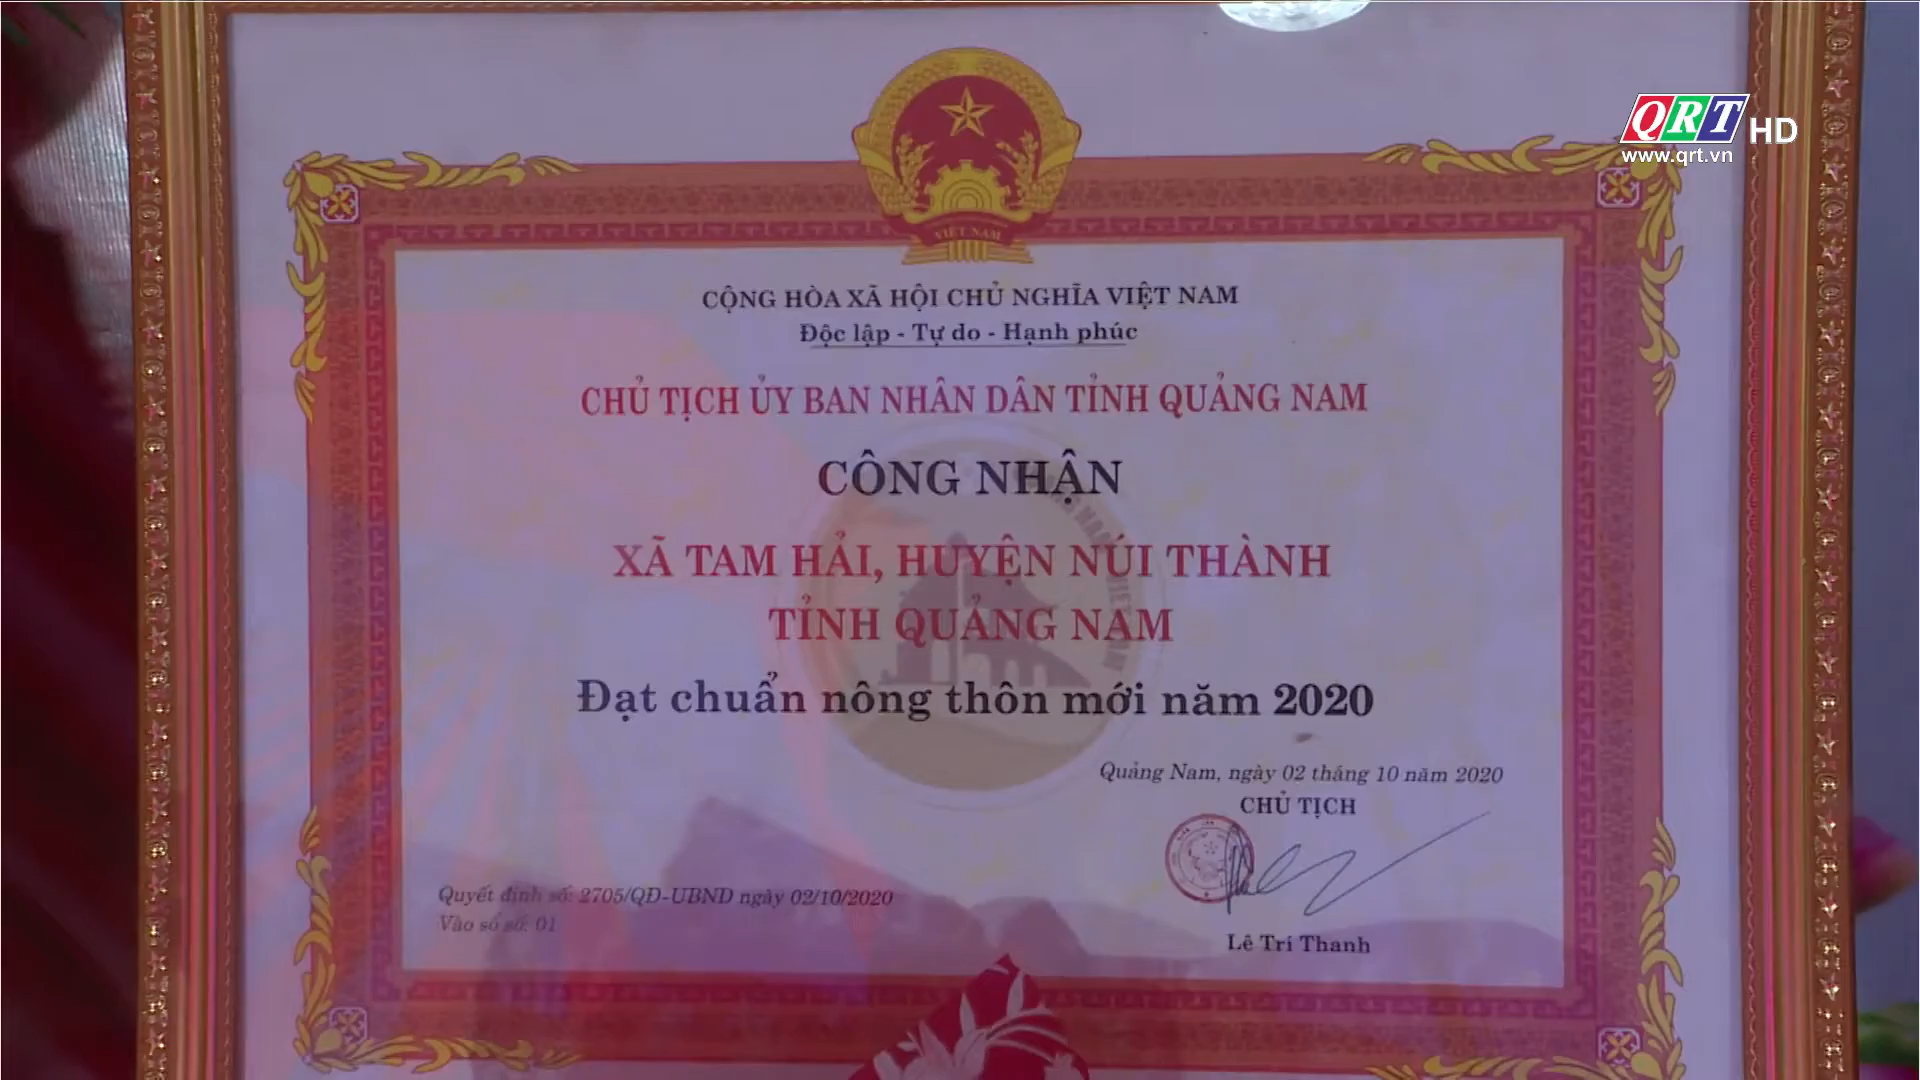 QRT HD
www.qrt.vn
VIỆT NAM
CỘNG HÒA XÃ HỘI CHỦ NGHĨA VIỆT NAM
Độc lập - Tự do - Hạnh phúc
CHỦ TỊCH ỦY BAN NHÂN DÂN TỈNH QUẢNG NAM
CÔNG NHẬN
XÃ TAM HẢI, HUYỆN NÚI THÀNH
TỈNH QUẢNG NAM
Đạt chuẩn nông thôn mới năm 2020
Quảng Nam, ngày 02 tháng 10 năm 2020
CHỦ TỊCH
Quyết định số: 2705/QĐ-UBND ngày 02/10/2020
Vào sổ số: 01
Lê Trí Thanh